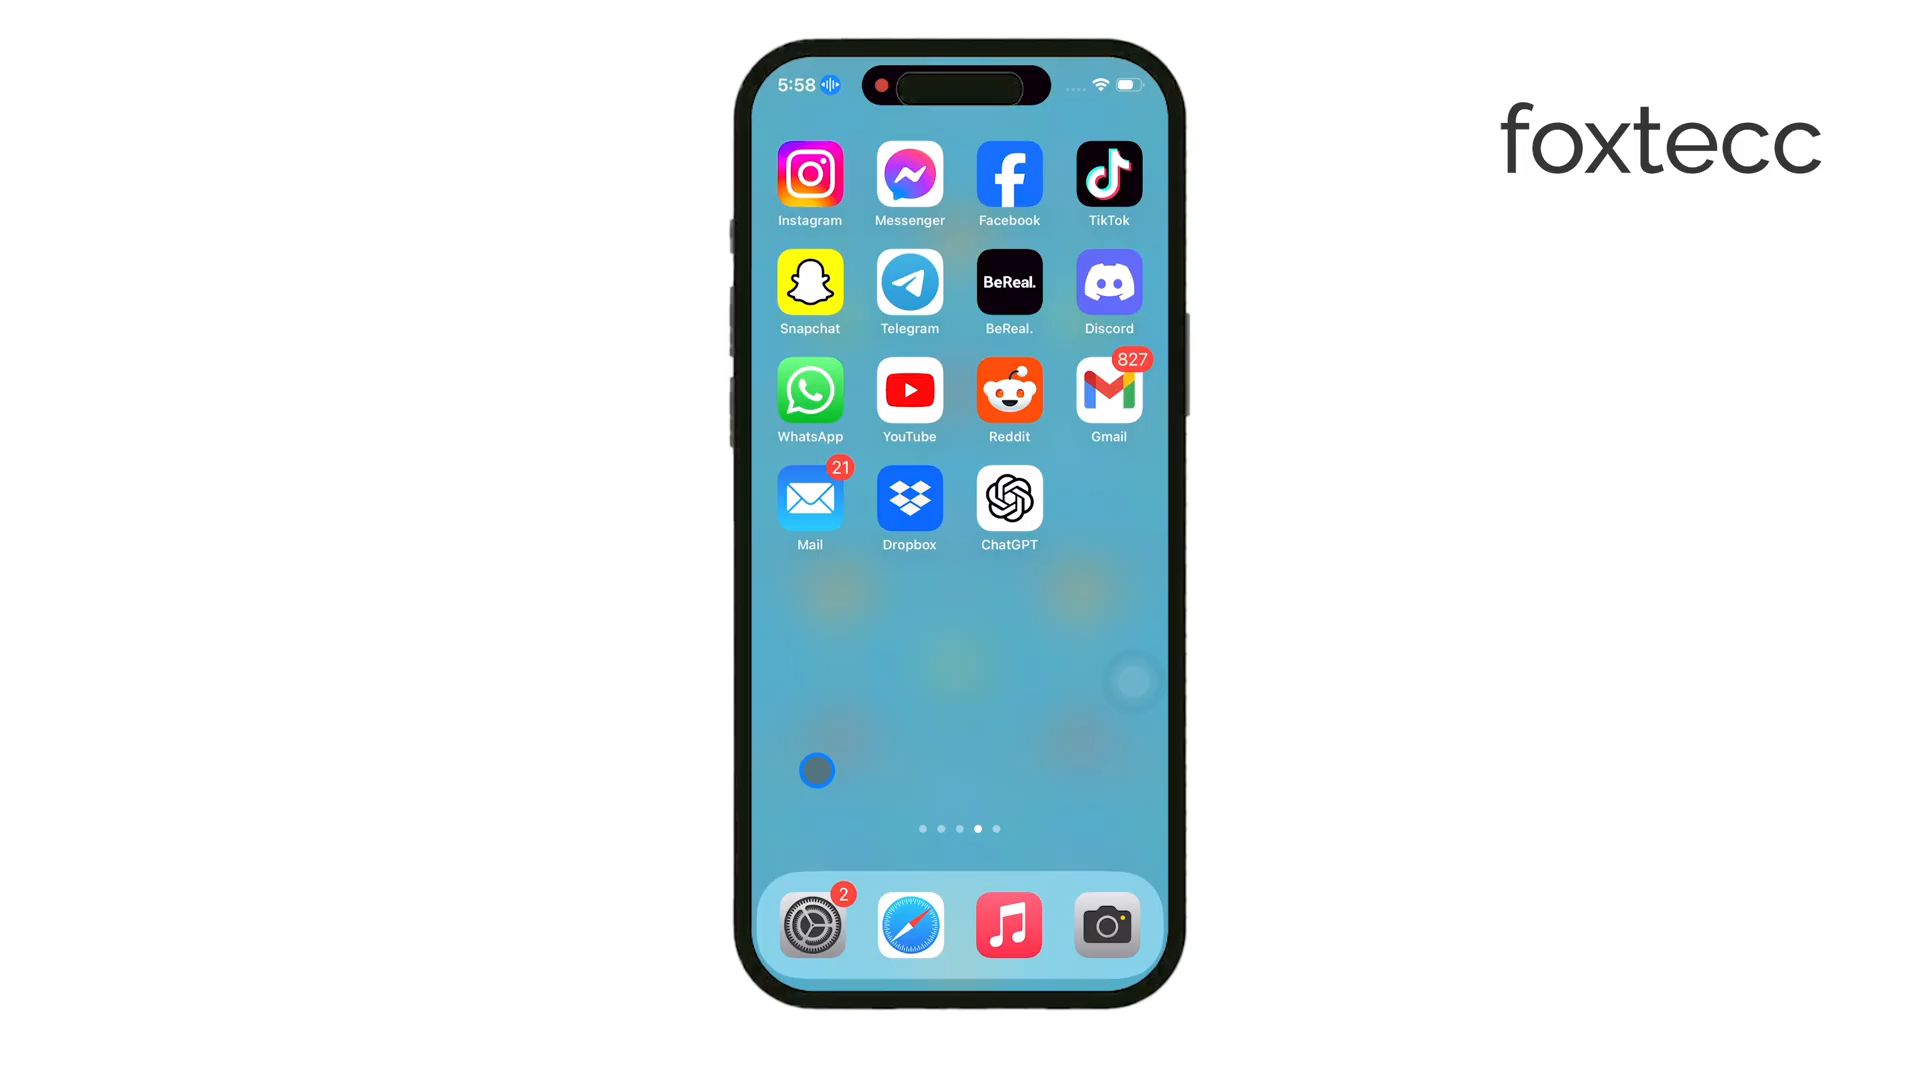 5:58
foxtecc
Instagram Messenger Facebook TikTok
BeReal.
Snapchat Telegram BeReal. Discord
827
WhatsApp YouTube Reddit Gmail
21
Mail Dropbox ChatGPT
2